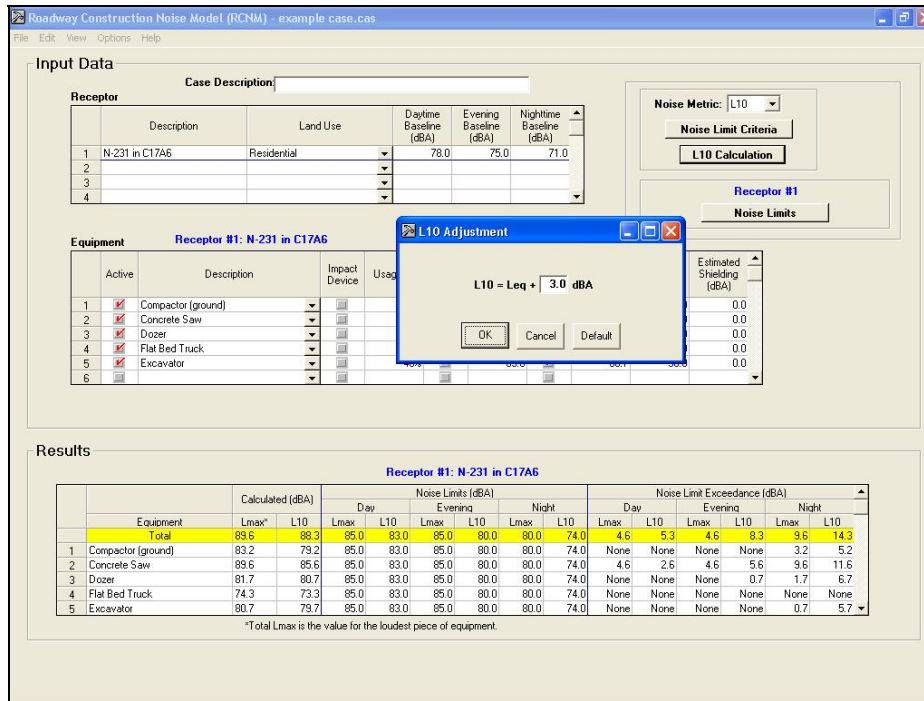 Roadway Construction Noise Model (RCNM) - example case.cas
File Edit View Options Help
Input Data
Case Description:
Receptor
Description Land Use Daytime Baseline (dBA) Evening Baseline (dBA) Nighttime Baseline (dBA)
1 N-231 in C17A6 Residential 78.0 75.0 71.0
2
3
4
Noise Metric: L10
Noise Limit Criteria
L10 Calculation
Receptor #1
Noise Limits
Equipment Receptor #1: N-231 in C17A6
Active Description Impact Device Usag Estimated Shielding (dBA)
1 Compactor (ground) 0.0
2 Concrete Saw 0.0
3 Dozer 0.0
4 Flat Bed Truck 0.0
5 Excavator 0.0
6
L10 Adjustment
L10 = Leq + 3.0 dBA
OK Cancel Default
Results
Receptor #1: N-231 in C17A6
Calculated (dBA) Noise Limits (dBA) Noise Limit Exceedance (dBA)
Day Evening Night Day Evening Night
Equipment Lmax* L10 Lmax L10 Lmax L10 Lmax L10 Lmax L10 Lmax L10 Lmax L10
Total 89.6 88.3 85.0 83.0 85.0 80.0 80.0 74.0 4.6 5.3 4.6 8.3 9.6 14.3
1 Compactor (ground) 83.2 79.2 85.0 83.0 85.0 80.0 80.0 74.0 None None None None 3.2 5.2
2 Concrete Saw 89.6 85.6 85.0 83.0 85.0 80.0 80.0 74.0 4.6 2.6 4.6 5.6 9.6 11.6
3 Dozer 81.7 80.7 85.0 83.0 85.0 80.0 80.0 74.0 None None None 0.7 1.7 6.7
4 Flat Bed Truck 74.3 73.3 85.0 83.0 85.0 80.0 80.0 74.0 None None None None None None
5 Excavator 80.7 79.7 85.0 83.0 85.0 80.0 80.0 74.0 None None None None 0.7 5.7
*Total Lmax is the value for the loudest piece of equipment.